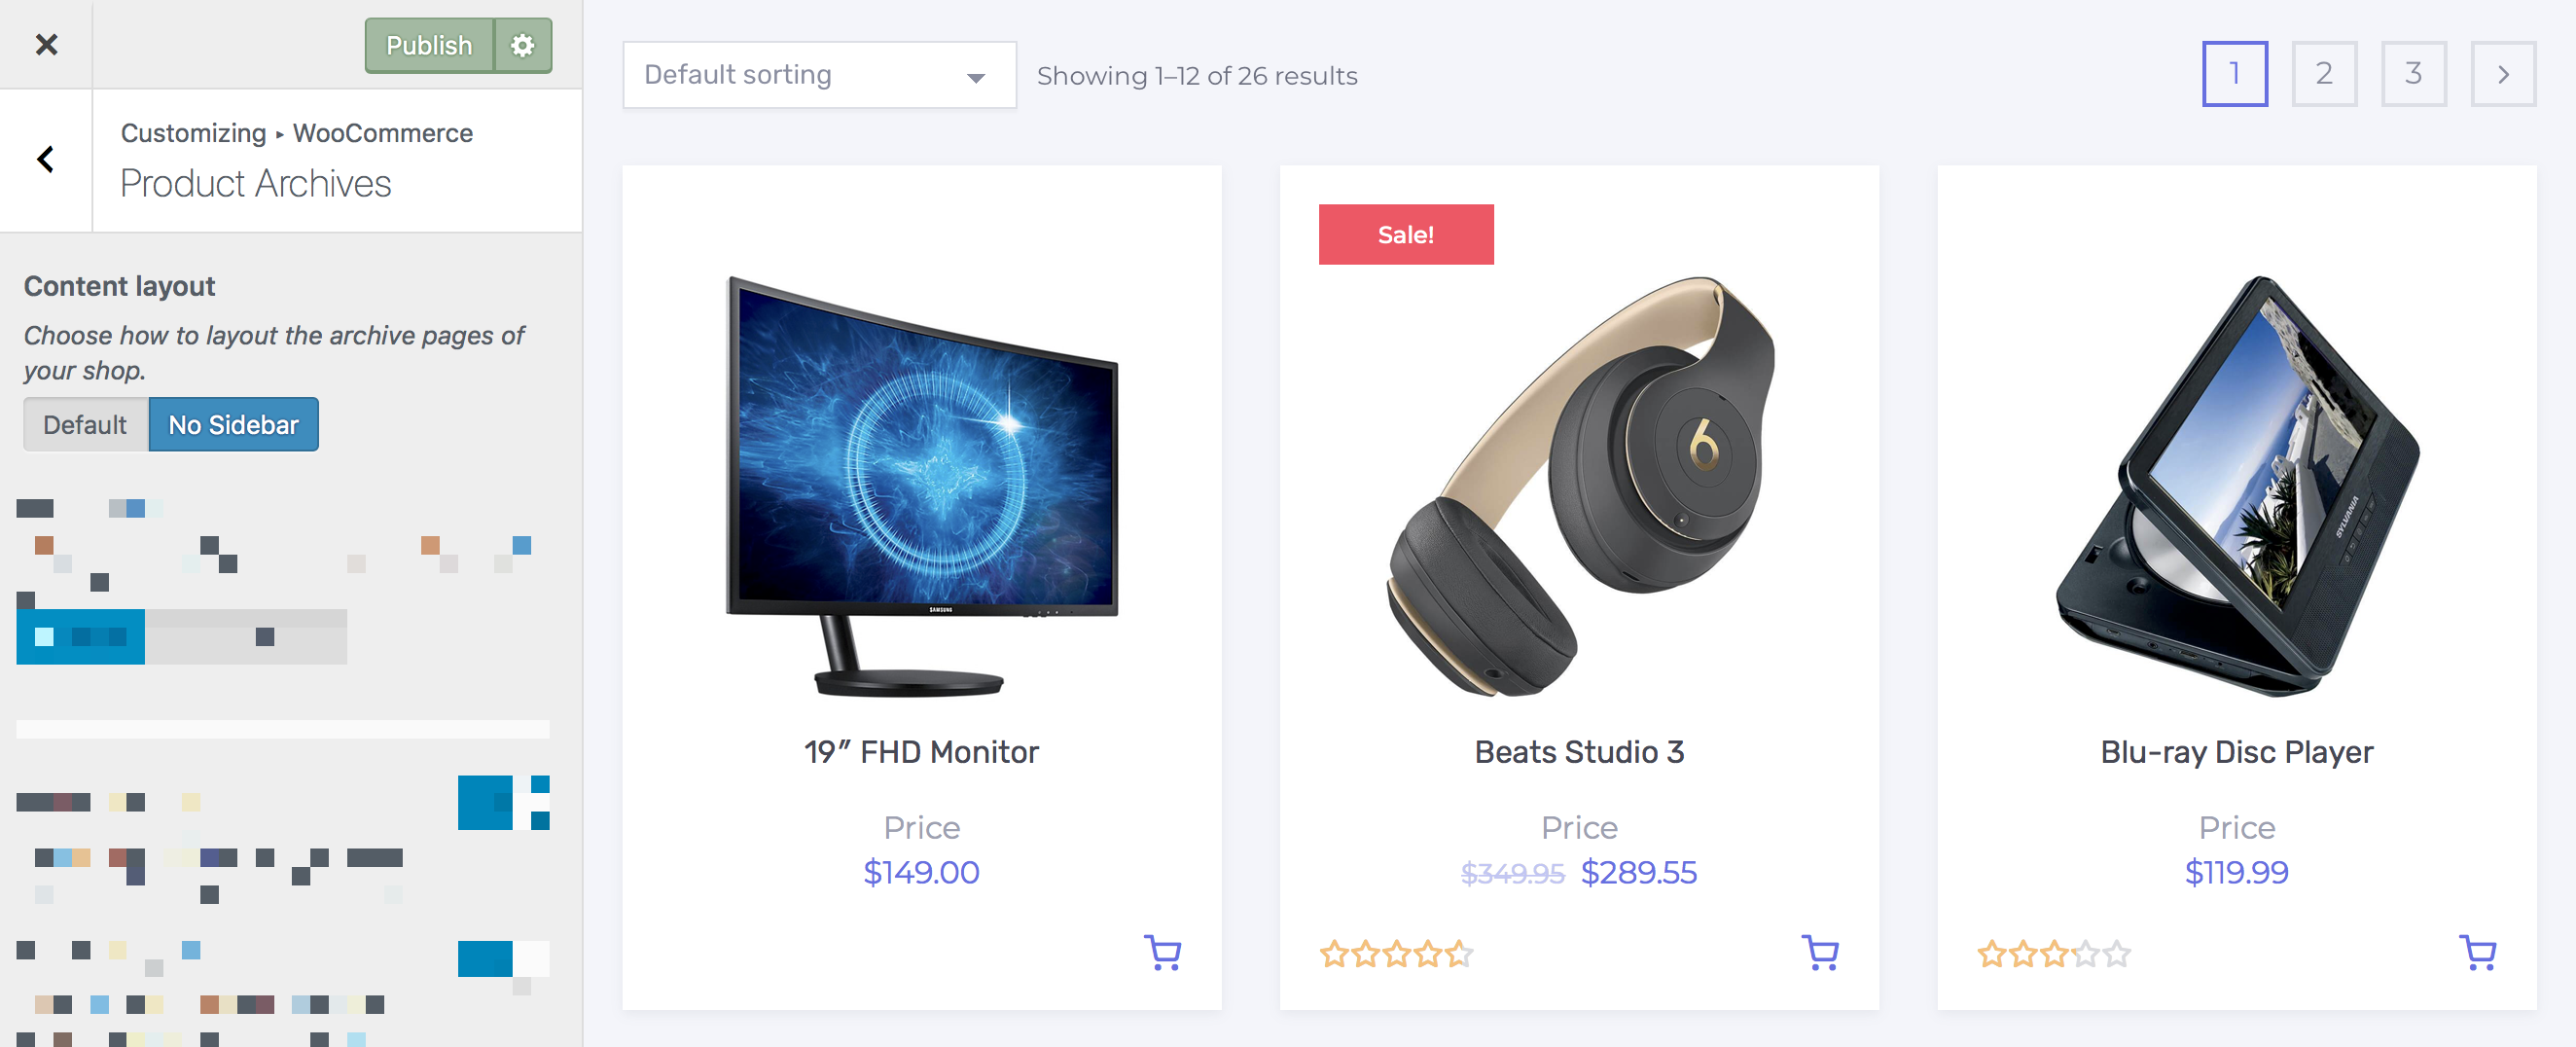 Publish
Customizing ▸ WooCommerce
Product Archives
Content layout
Choose how to layout the archive pages of
your shop.
Default
No Sidebar
Default sorting
Showing 1–12 of 26 results
1
2
3
Sale!
SAMSUNG
SYLVANIA
19” FHD Monitor
Beats Studio 3
Blu-ray Disc Player
Price
$149.00
Price
$349.95 $289.55
Price
$119.99